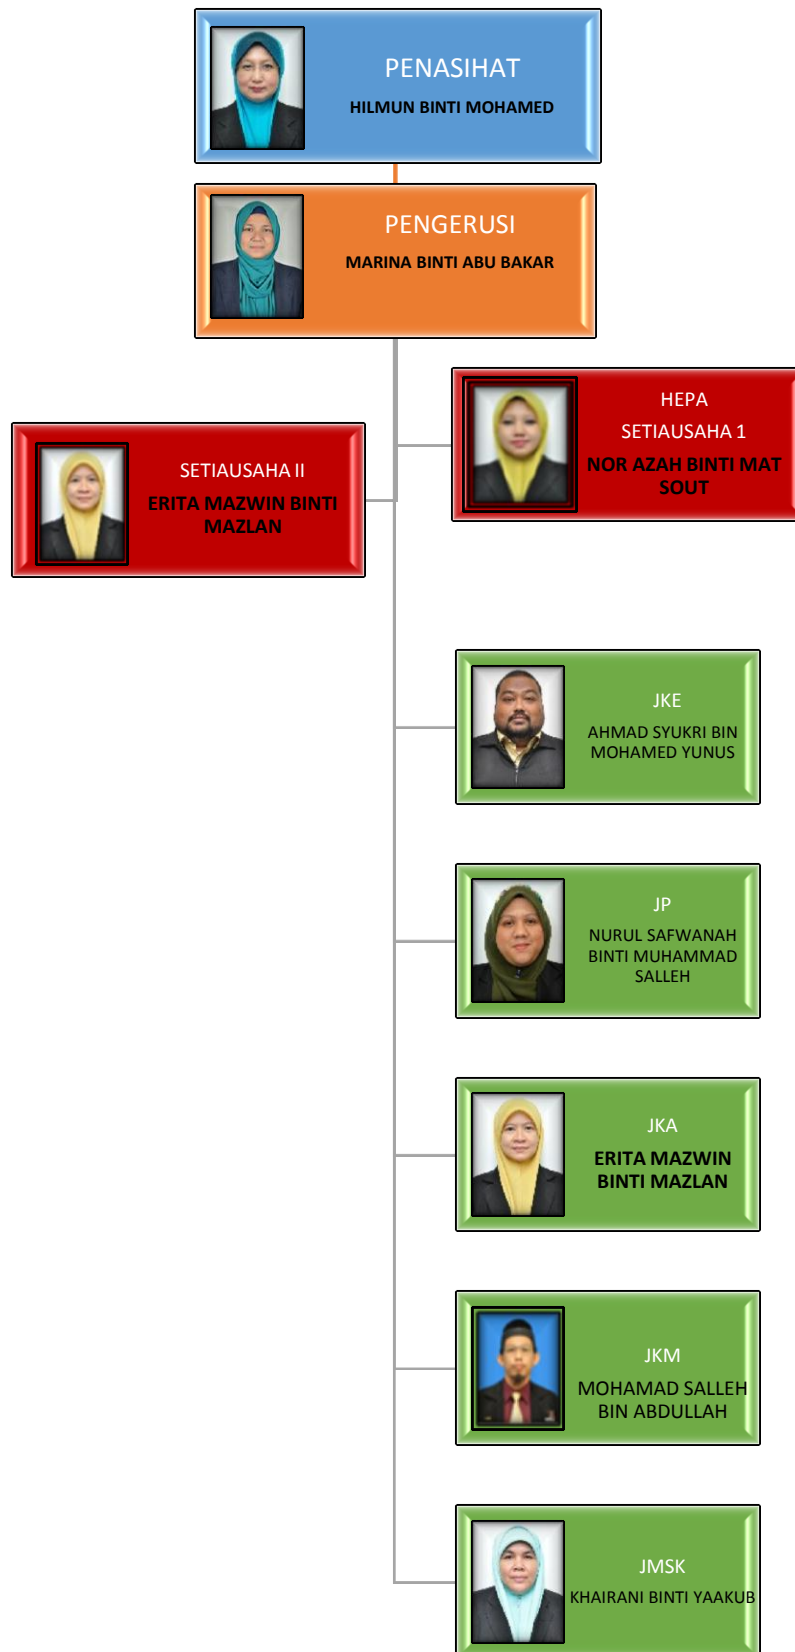 PENASIHAT
HILMUN BINTI MOHAMED
PENGERUSI
MARINA BINTI ABU BAKAR
HEPA
SETIAUSAHA 1
NOR AZAH BINTI MAT
SOUT
SETIAUSAHA II
ERITA MAZWIN BINTI
MAZLAN
JKE
AHMAD SYUKRI BIN
MOHAMED YUNUS
JP
NURUL SAFWANAH
BINTI MUHAMMAD
SALLEH
JKA
ERITA MAZWIN
BINTI MAZLAN
JKM
MOHAMAD SALLEH
BIN ABDULLAH
JMSK
KHAIRANI BINTI YAAKUB